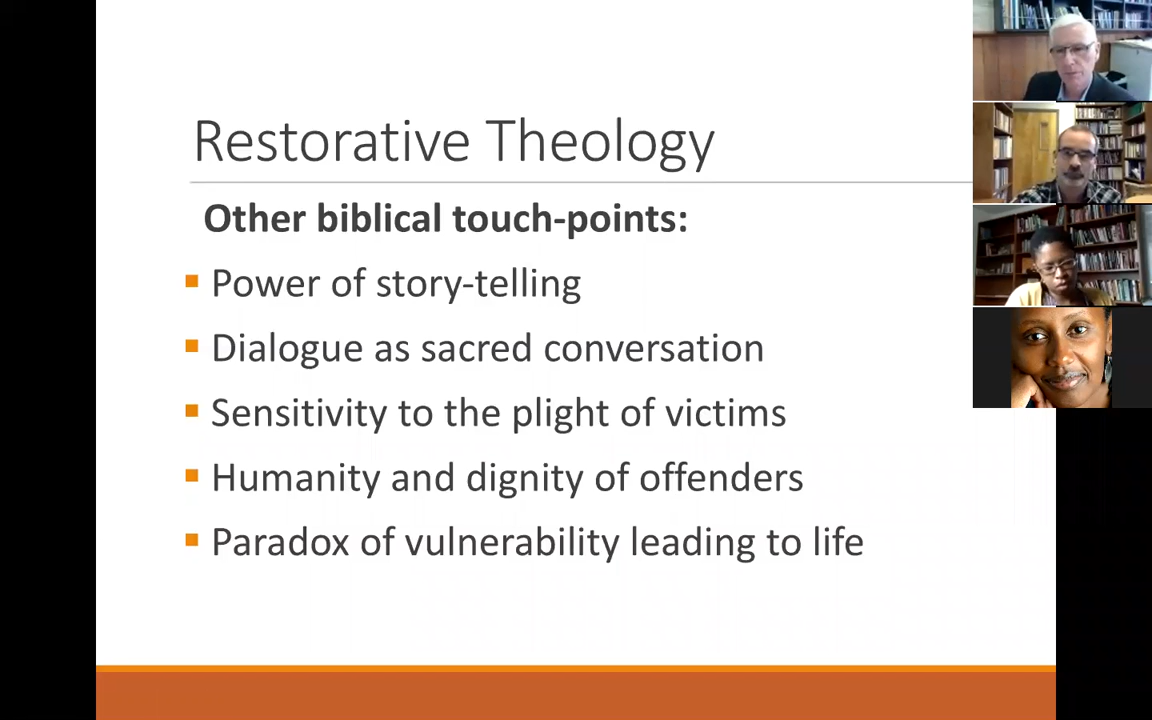 Restorative Theology
Other biblical touch-points:
Power of story-telling
Dialogue as sacred conversation
Sensitivity to the plight of victims
Humanity and dignity of offenders
Paradox of vulnerability leading to life